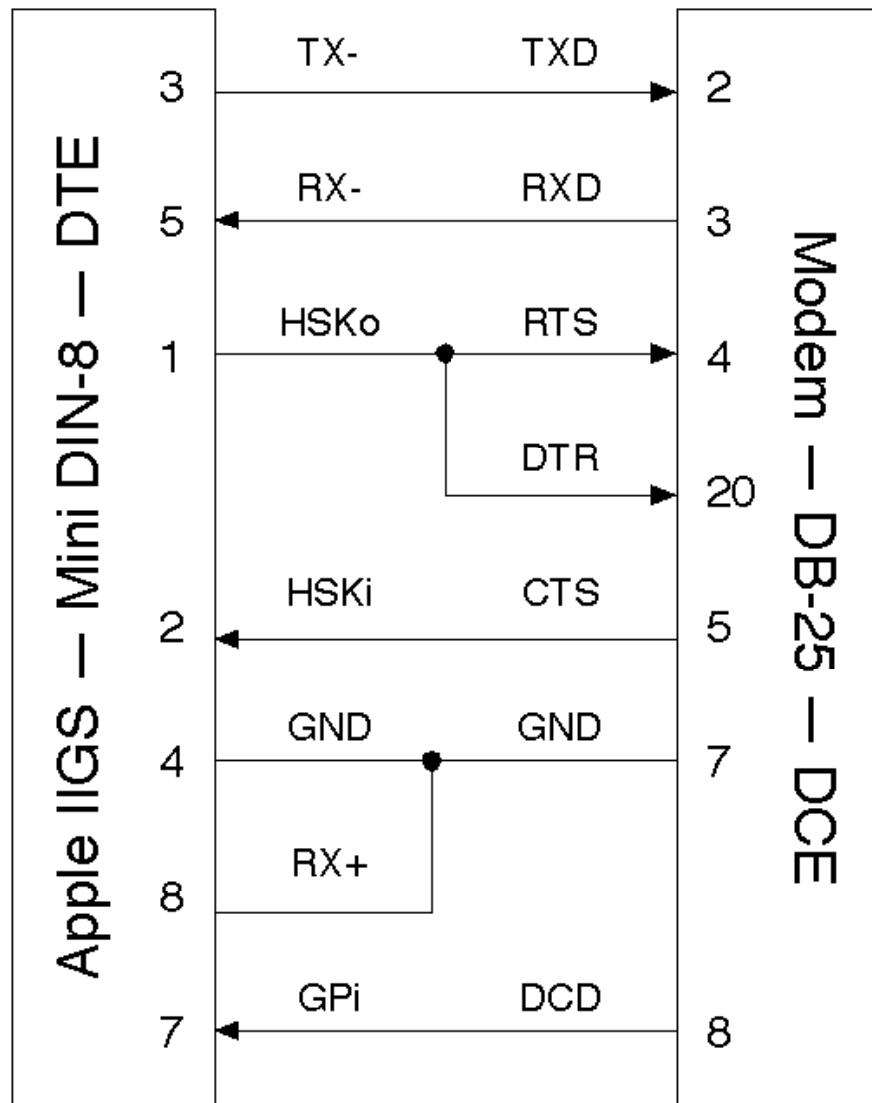 Apple IIGS — Mini DIN-8 — DTE
3 TX- TXD 2
5 RX- RXD 3
1 HSKo RTS 4
DTR 20
2 HSKi CTS 5
4 GND GND 7
8 RX+
7 GPi DCD 8
Modem — DB-25 — DCE